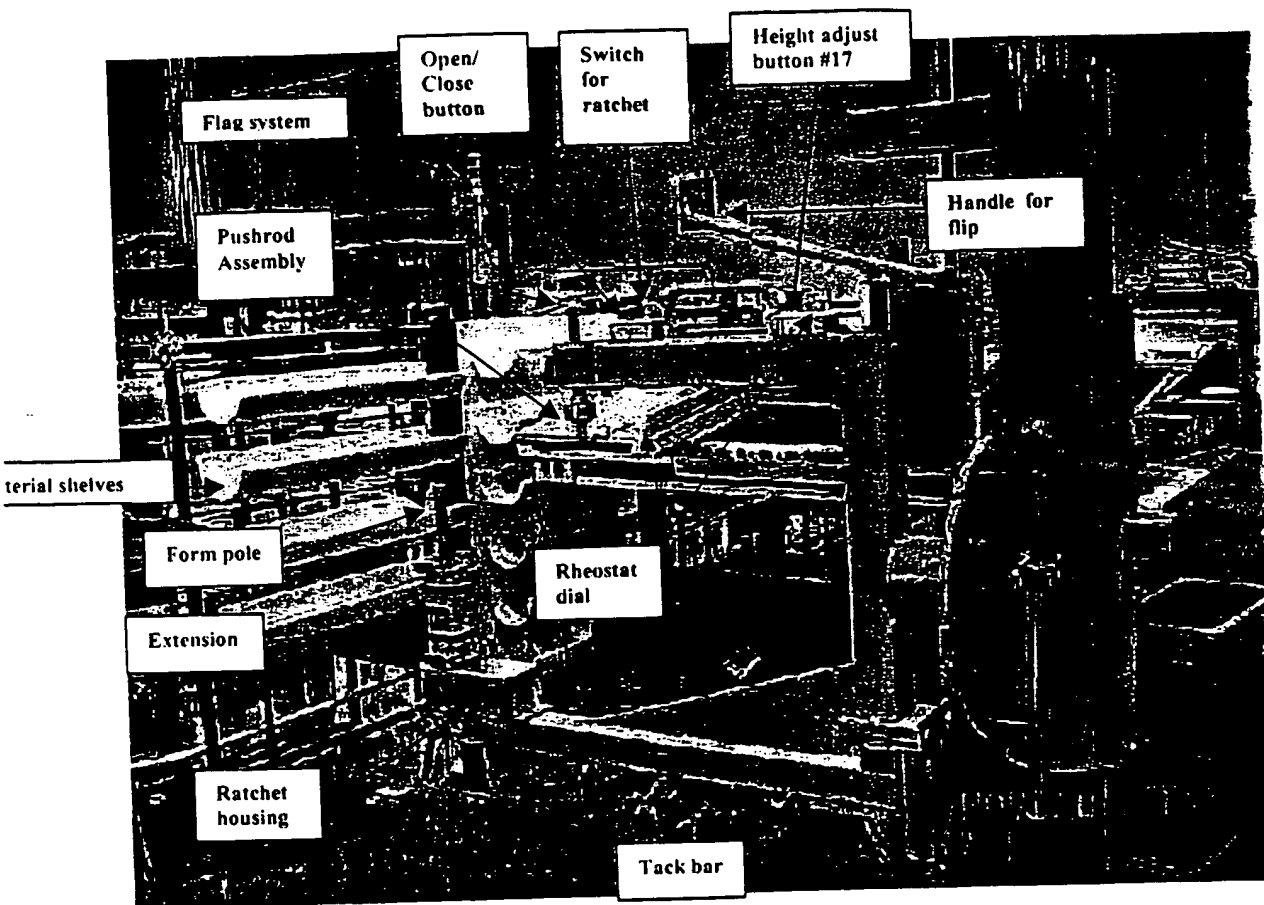 Open/
Close
button
Switch
for
ratchet
Height adjust
button #17
Flag system
Handle for
flip
Pushrod
Assembly
terial shelves
Form pole
Rheostat
dial
Extension
Ratchet
housing
Tack bar